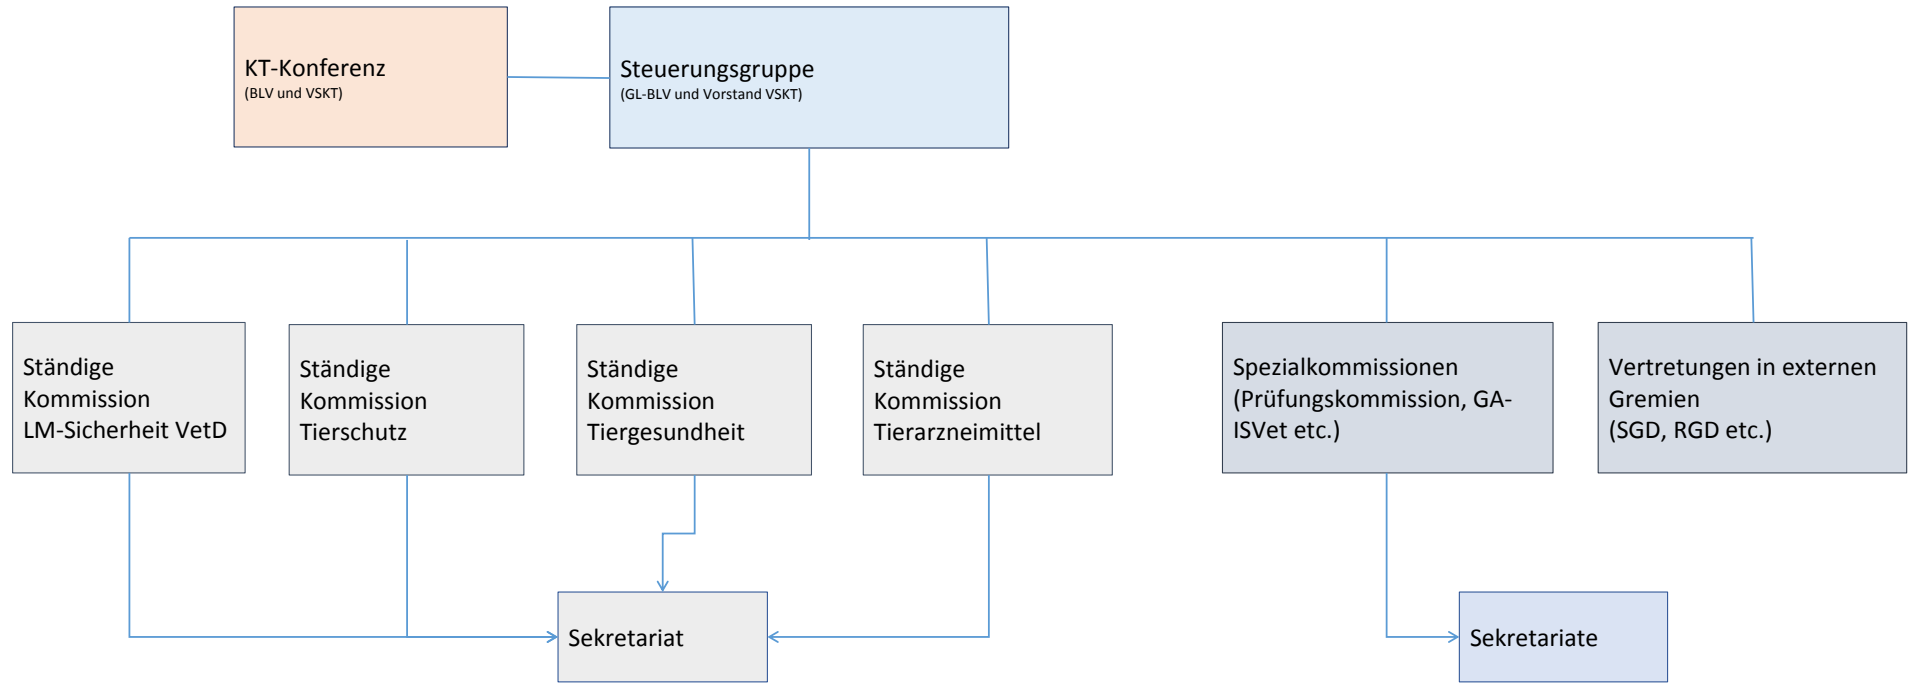 KT-Konferenz
(BLV und VSKT)
Steuerungsgruppe
(GL-BLV und Vorstand VSKT)
Ständige
Kommission
LM-Sicherheit VetD
Ständige
Kommission
Tierschutz
Ständige
Kommission
Tiergesundheit
Ständige
Kommission
Tierarzneimittel
Spezialkommissionen
(Prüfungskommission, GA-
ISVet etc.)
Vertretungen in externen
Gremien
(SGD, RGD etc.)
Sekretariat
Sekretariate